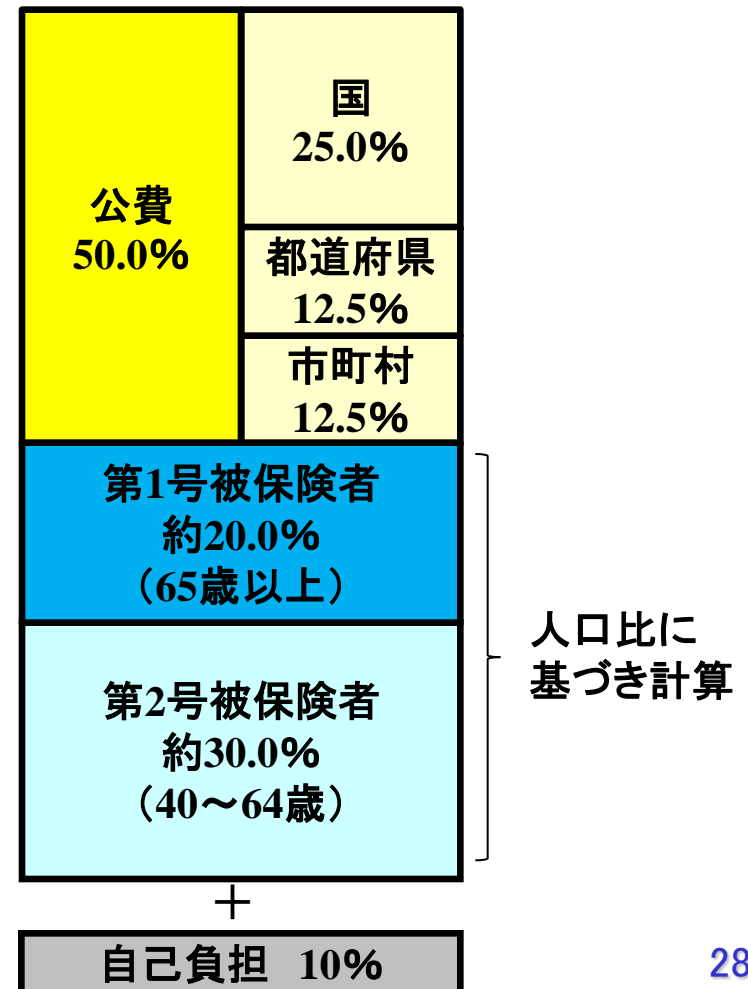 公費
50.0%
国
25.0%
都道府県
12.5%
市町村
12.5%
第1号被保険者
約20.0%
（65歳以上）
第2号被保険者
約30.0%
（40～64歳）
人口比に
基づき計算
＋
自己負担 10%
28